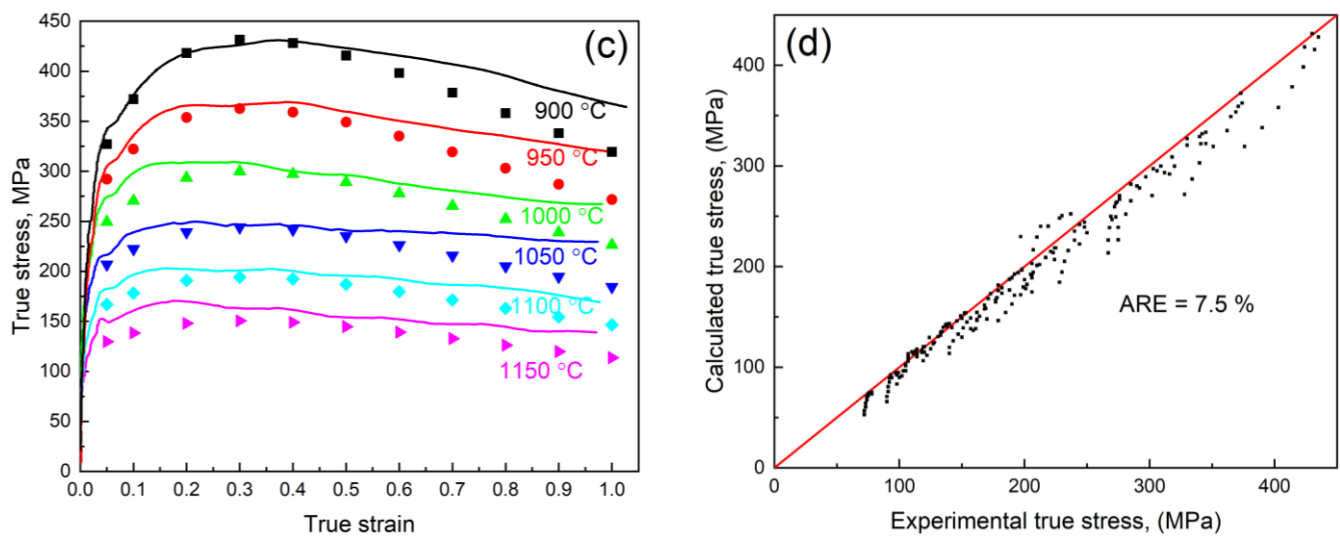 (c)
450
400
350
300
250
200
150
100
50
0
True stress, MPa
900 °C
950 °C
1000 °C
1050 °C
1100 °C
1150 °C
0.0 0.1 0.2 0.3 0.4 0.5 0.6 0.7 0.8 0.9 1.0
True strain
(d)
400
300
200
100
0
Calculated true stress, (MPa)
ARE = 7.5 %
0 100 200 300 400
Experimental true stress, (MPa)